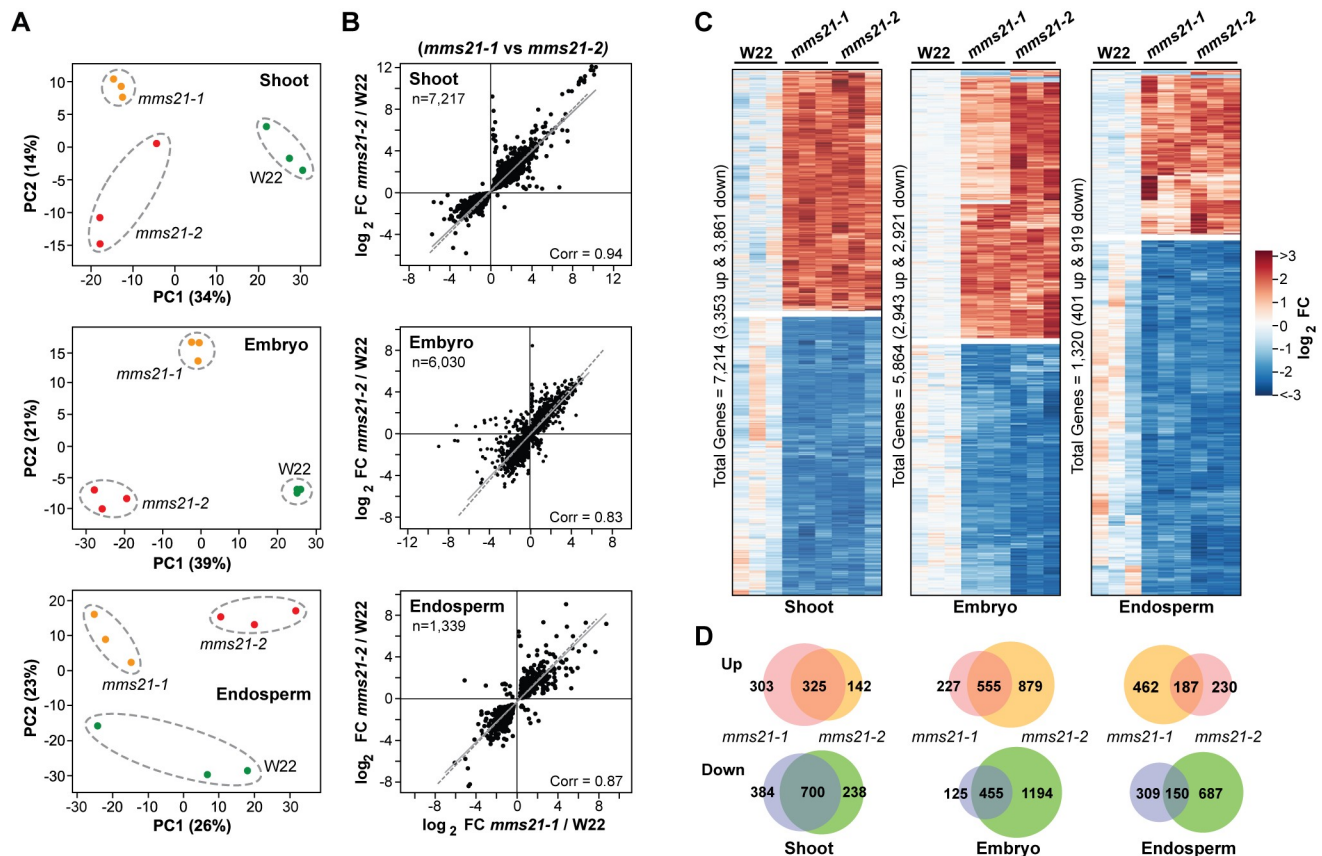 A
Shoot
mms21-1
W22
mms21-2
PC2 (14%)
10
5
0
-5
-10
-15
-20 -10 0 10 20 30
PC1 (34%)
Embryo
mms21-1
W22
mms21-2
PC2 (21%)
15
10
5
0
-5
-10
-30 -20 -10 0 10 20 30
PC1 (39%)
Endosperm
mms21-2
mms21-1
W22
PC2 (23%)
20
10
0
-10
-20
-30
-30 -20 -10 0 10 20 30
PC1 (26%)
B
(mms21-1 vs mms21-2)
Shoot
n=7,217
Corr = 0.94
log2 FC mms21-2 / W22
12
8
4
0
-4
-8 -4 0 4 8 12
Embyro
n=6,030
Corr = 0.83
log2 FC mms21-2 / W22
8
4
0
-4
-8
-12 -8 -4 0 4 8
Endosperm
n=1,339
Corr = 0.87
log2 FC mms21-2 / W22
8
4
0
-4
-8
-12 -8 -4 0 4 8 12
log2 FC mms21-1 / W22
C
W22 mms21-1 mms21-2
Total Genes = 7,214 (3,353 up & 3,861 down)
Shoot
W22 mms21-1 mms21-2
Total Genes = 5,864 (2,943 up & 2,921 down)
Embryo
W22 mms21-1 mms21-2
Total Genes = 1,320 (401 up & 919 down)
Endosperm
>3
2
1
0
-1
-2
<-3
log2 FC
D
Up
303 325 142
227 555 879
462 187 230
mms21-1 mms21-2
mms21-1 mms21-2
mms21-1 mms21-2
Down
384 700 238
125 455 1194
309 150 687
Shoot
Embryo
Endosperm